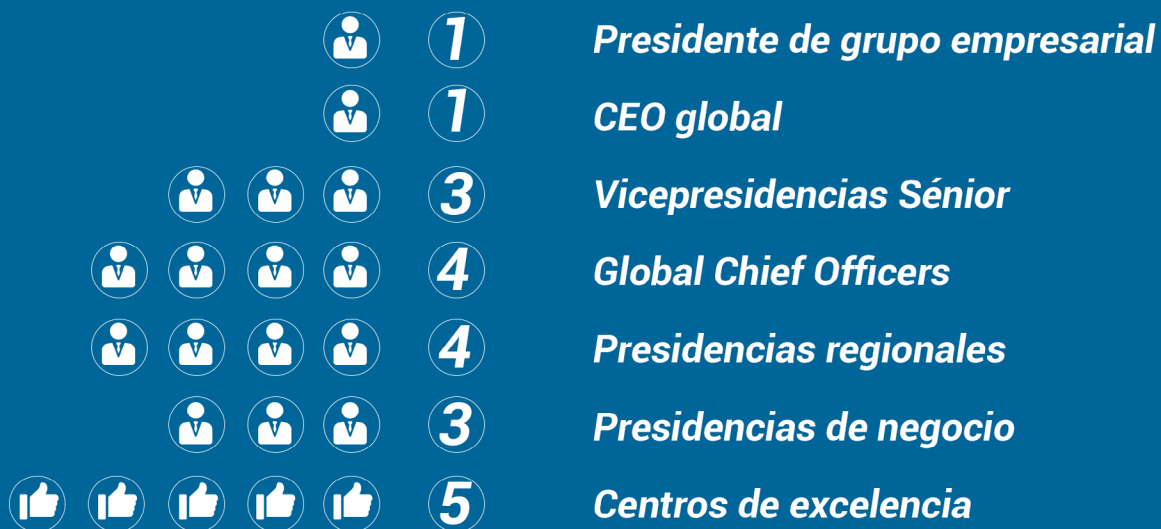 1 Presidente de grupo empresarial
1 CEO global
3 Vicepresidencias Sénior
4 Global Chief Officers
4 Presidencias regionales
3 Presidencias de negocio
5 Centros de excelencia